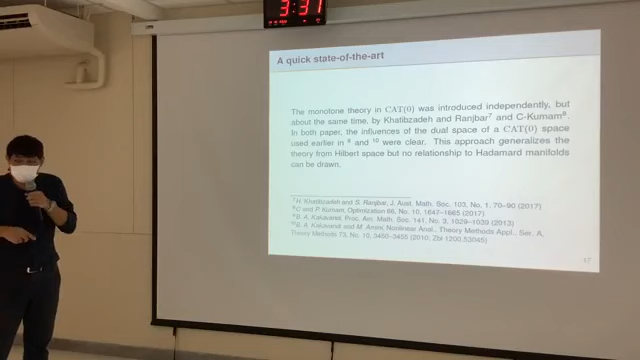 3:37
A quick state-of-the-art
The monotone theory in CAT(0) was introduced independently, but
about the same time, by Khatibzadeh and Ranjbar⁷ and C-Kumam⁸.
In both paper, the influences of the dual space of a CAT(0) space
used earlier in ⁹ and ¹⁰ were clear. This approach generalizes the
theory from Hilbert space but no relationship to Hadamard manifolds
can be drawn.
⁷H. Khatibzadeh and S. Ranjbar, J. Aust. Math. Soc. 103, No. 1, 70–90 (2017)
⁸C and P. Kumam, Optimization 66, No. 10, 1647–1665 (2017)
⁹B. A. Kakavandi, Proc. Am. Math. Soc. 141, No. 3, 1029–1039 (2013)
¹⁰B. A. Kakavandi and M. Amini, Nonlinear Anal., Theory Methods Appl., Ser. A,
Theory Methods 73, No. 10, 3450–3455 (2010; Zbl 1200.53045)
17